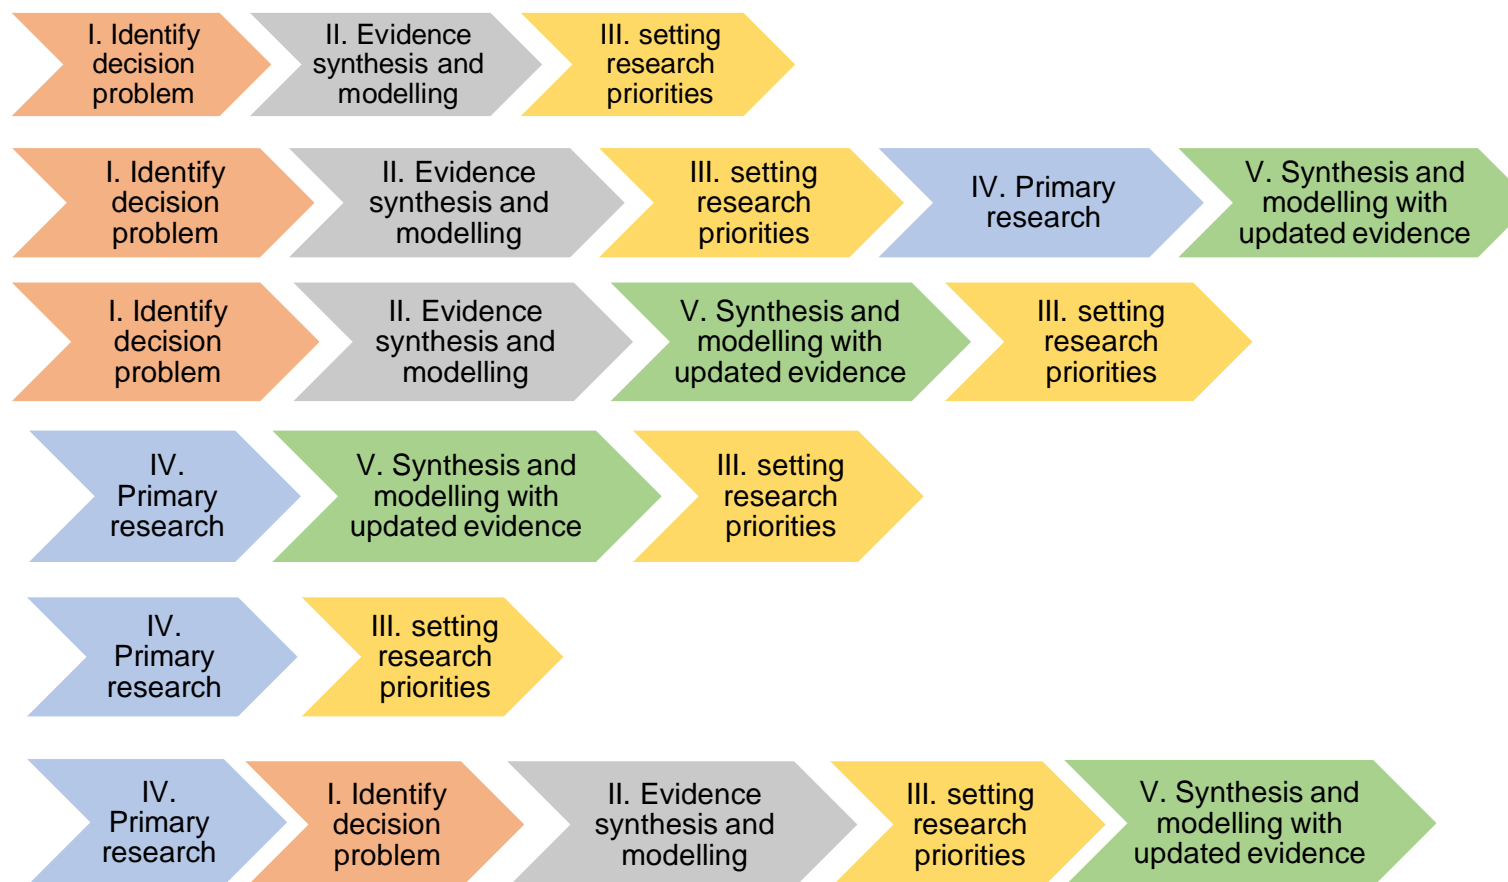 I. Identify
decision
problem
II. Evidence
synthesis and
modelling
III. setting
research
priorities
I. Identify
decision
problem
II. Evidence
synthesis and
modelling
III. setting
research
priorities
IV. Primary
research
V. Synthesis and
modelling with
updated evidence
I. Identify
decision
problem
II. Evidence
synthesis and
modelling
V. Synthesis and
modelling with
updated evidence
III. setting
research
priorities
IV.
Primary
research
V. Synthesis and
modelling with
updated evidence
III. setting
research
priorities
IV.
Primary
research
III. setting
research
priorities
IV.
Primary
research
I. Identify
decision
problem
II. Evidence
synthesis and
modelling
III. setting
research
priorities
V. Synthesis and
modelling with
updated evidence